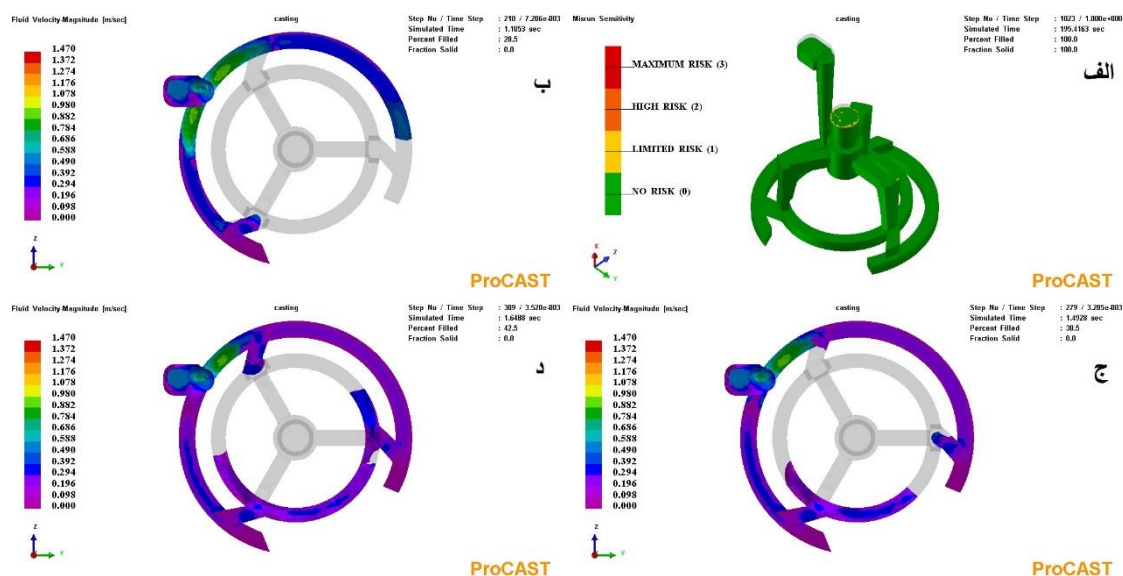 Fluid Velocity-Magnitude [m/sec]
casting
Step No / Time Step : 210 / 7.206e-003
Simulated Time : 1.1053 sec
Percent Filled : 28.5
Fraction Solid : 0.0
1.470
1.372
1.274
1.176
1.078
0.980
0.882
0.784
0.686
0.588
0.490
0.392
0.294
0.196
0.098
0.000
ب
Z
Y
ProCAST
Misrun Sensitivity
casting
Step No / Time Step : 1023 / 1.000e+000
Simulated Time : 195.4163 sec
Percent Filled : 100.0
Fraction Solid : 100.0
MAXIMUM RISK (3)
HIGH RISK (2)
LIMITED RISK (1)
NO RISK (0)
الف
X
Z
Y
ProCAST
Fluid Velocity-Magnitude [m/sec]
casting
Step No / Time Step : 309 / 3.520e-003
Simulated Time : 1.6488 sec
Percent Filled : 42.5
Fraction Solid : 0.0
1.470
1.372
1.274
1.176
1.078
0.980
0.882
0.784
0.686
0.588
0.490
0.392
0.294
0.196
0.098
0.000
د
Z
Y
ProCAST
Fluid Velocity-Magnitude [m/sec]
casting
Step No / Time Step : 279 / 3.205e-003
Simulated Time : 1.4928 sec
Percent Filled : 38.5
Fraction Solid : 0.0
1.470
1.372
1.274
1.176
1.078
0.980
0.882
0.784
0.686
0.588
0.490
0.392
0.294
0.196
0.098
0.000
ج
Z
Y
ProCAST